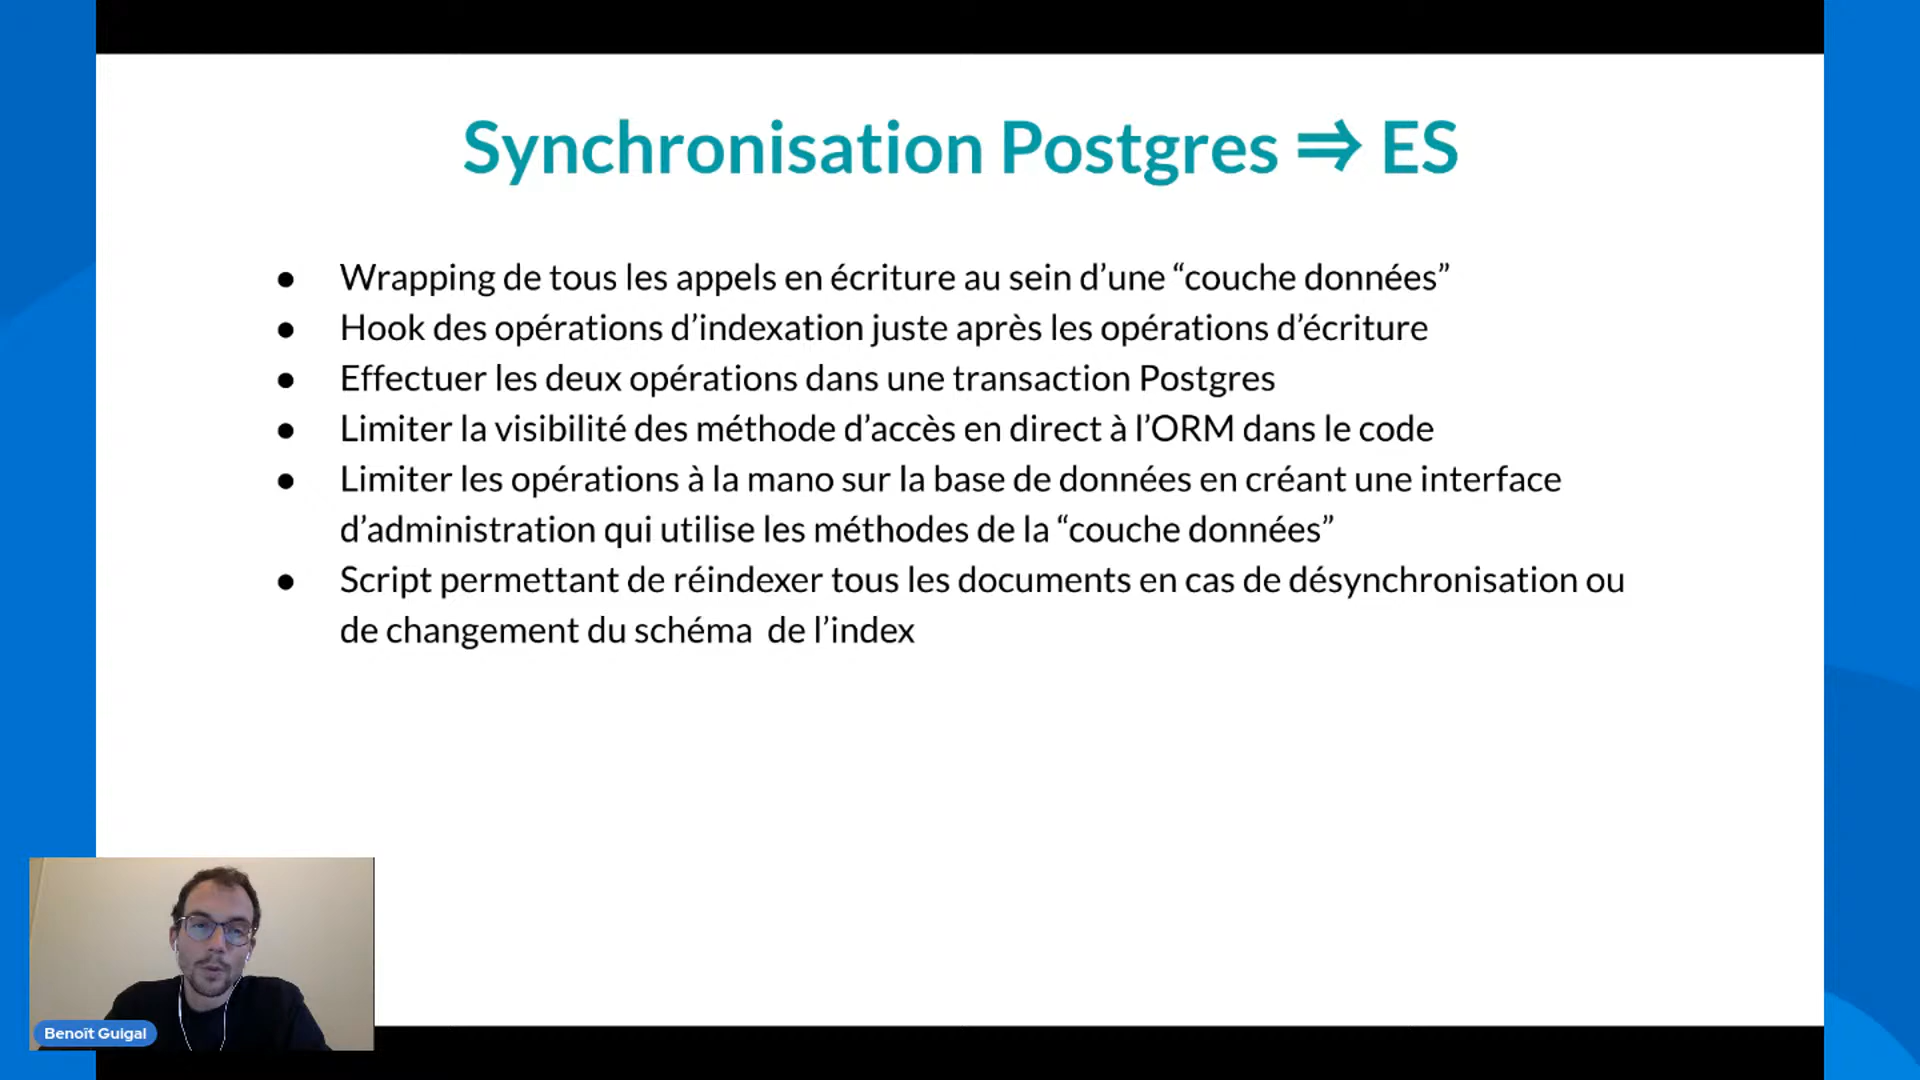 Synchronisation Postgres ⇒ ES
● Wrapping de tous les appels en écriture au sein d’une “couche données”
● Hook des opérations d’indexation juste après les opérations d’écriture
● Effectuer les deux opérations dans une transaction Postgres
● Limiter la visibilité des méthode d’accès en direct à l’ORM dans le code
● Limiter les opérations à la mano sur la base de données en créant une interface
d’administration qui utilise les méthodes de la “couche données”
● Script permettant de réindexer tous les documents en cas de désynchronisation ou
de changement du schéma  de l’index
Benoît Guigal